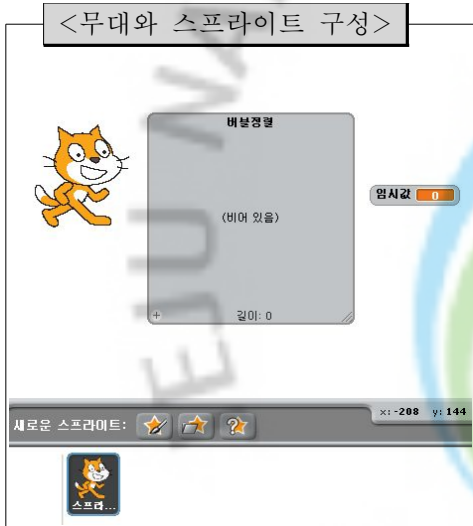 <무대와 스프라이트 구성>
버블정렬
(비어 있음)
임시값 0
+ 길이: 0
x: -208 y: 144
새로운 스프라이트:
스프라...